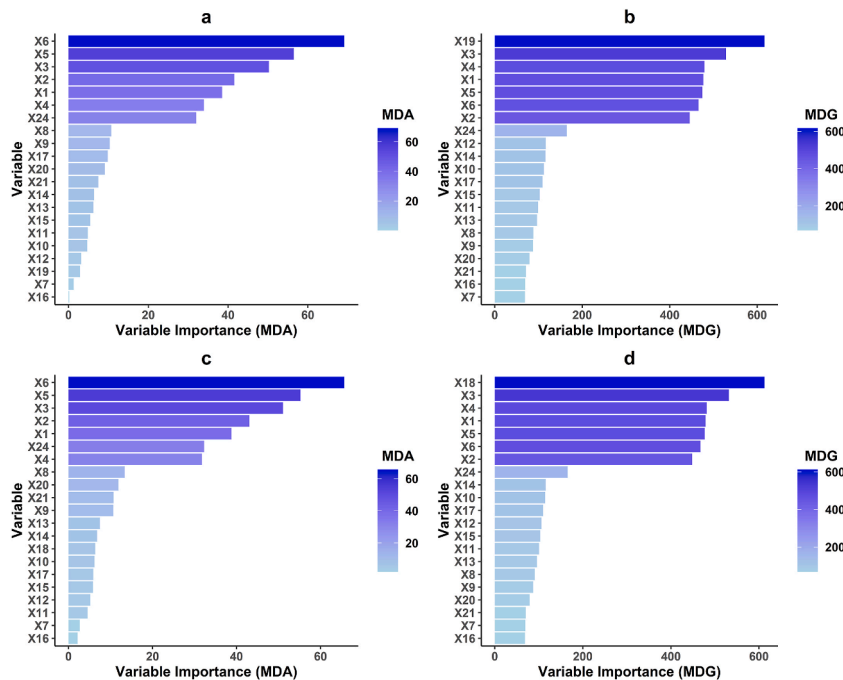 a
Variable
X6
X5
X3
X2
X1
X4
X24
X8
X9
X17
X20
X21
X14
X13
X15
X11
X10
X12
X19
X7
X16
0 20 40 60
Variable Importance (MDA)
MDA
60
40
20
b
Variable
X19
X3
X4
X1
X5
X6
X2
X24
X12
X14
X10
X17
X15
X11
X13
X8
X9
X20
X21
X16
X7
0 200 400 600
Variable Importance (MDG)
MDG
600
400
200
c
Variable
X6
X5
X3
X2
X1
X24
X4
X8
X20
X21
X9
X13
X14
X18
X10
X17
X15
X12
X11
X7
X16
0 20 40 60
Variable Importance (MDA)
MDA
60
40
20
d
Variable
X18
X3
X4
X1
X5
X6
X2
X24
X14
X10
X17
X12
X15
X11
X13
X8
X9
X20
X21
X7
X16
0 200 400 600
Variable Importance (MDG)
MDG
600
400
200